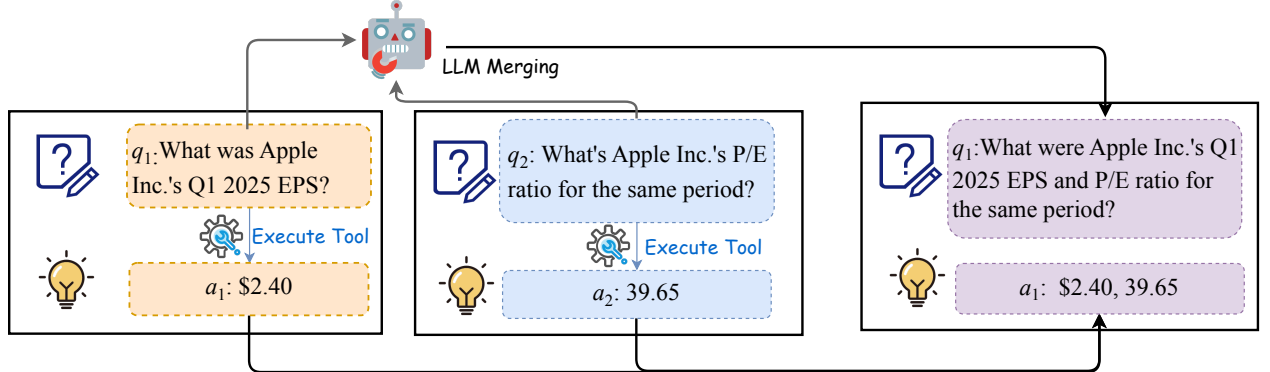 LLM Merging
q1:What was Apple
Inc.'s Q1 2025 EPS?
Execute Tool
a1: $2.40
q2: What's Apple Inc.'s P/E
ratio for the same period?
Execute Tool
a2: 39.65
q1:What were Apple Inc.'s Q1
2025 EPS and P/E ratio for
the same period?
a1: $2.40, 39.65